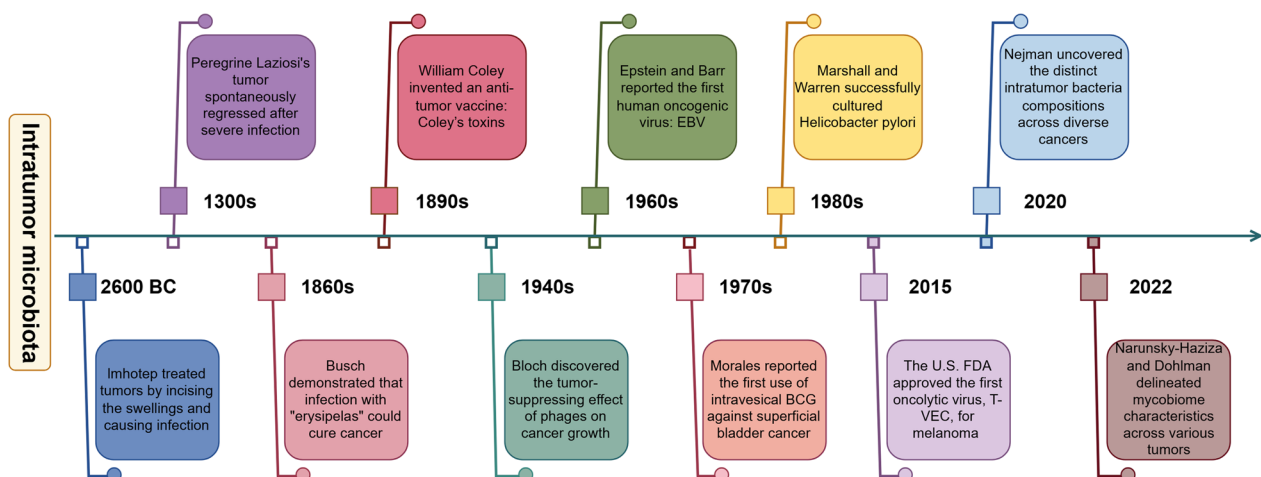 Intratumor microbiota
Peregrine Laziosi's
tumor
spontaneously
regressed after
severe infection
1300s
William Coley
invented an anti-
tumor vaccine:
Coley's toxins
1890s
Epstein and Barr
reported the first
human oncogenic
virus: EBV
1960s
Marshall and
Warren successfully
cultured
Helicobacter pylori
1980s
Nejman uncovered
the distinct
intratumor bacteria
compositions
across diverse
cancers
2020
2600 BC
Imhotep treated
tumors by incising
the swellings and
causing infection
1860s
Busch
demonstrated that
infection with
"erysipelas" could
cure cancer
1940s
Bloch discovered
the tumor-
suppressing effect
of phages on
cancer growth
1970s
Morales reported
the first use of
intravesical BCG
against superficial
bladder cancer
2015
The U.S. FDA
approved the first
oncolytic virus, T-
VEC, for
melanoma
2022
Narunsky-Haziza
and Dohlman
delineated
mycobiome
characteristics
across various
tumors